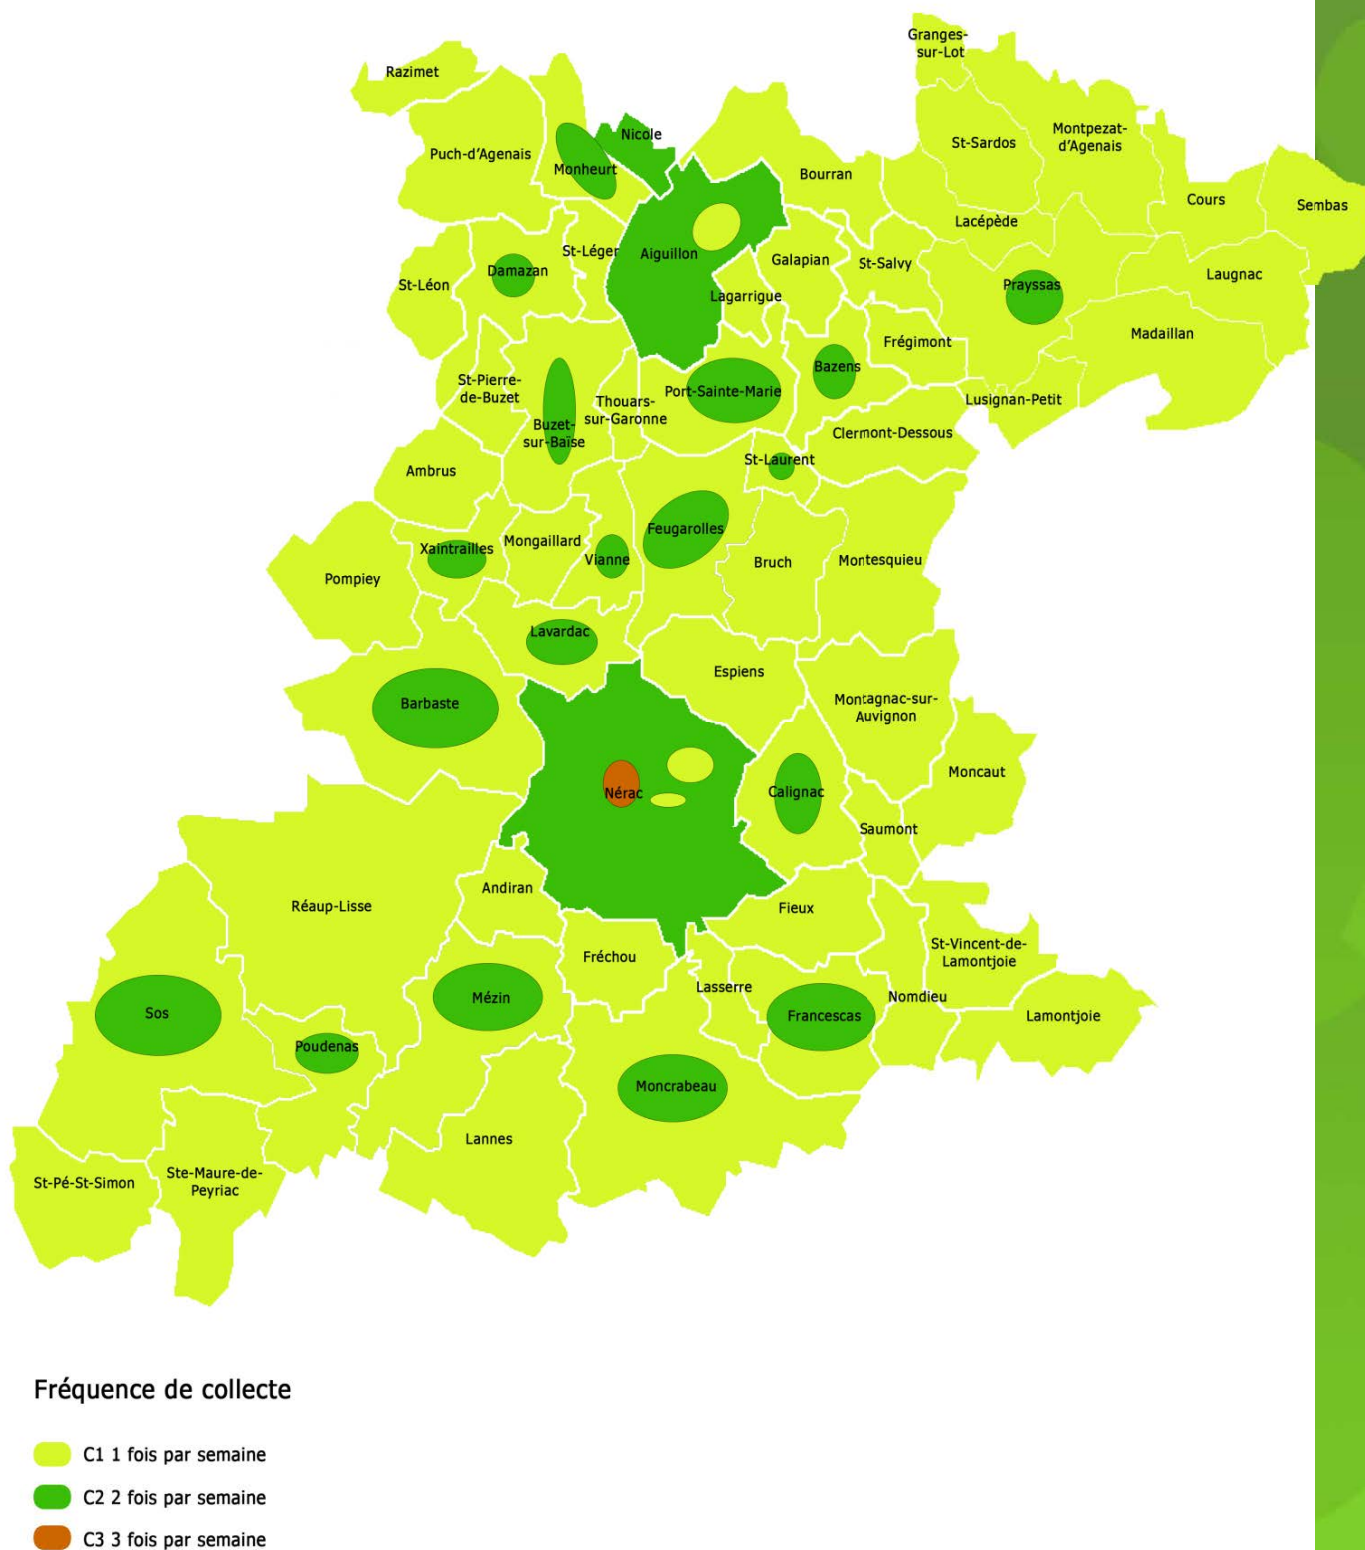 Granges-
sur-Lot
Razimet
Nicole
Montpezat-
d'Agenais
St-Sardos
Puch-d'Agenais
Monheurt
Bourran
Cours
Sembas
Lacépède
St-Léger
Aiguillon
Galapian
St-Salvy
Damazan
Laugnac
St-Léon
Prayssas
Lagarrigue
Madaillan
Frégimont
Bazens
St-Pierre-
de-Buzet
Port-Sainte-Marie
Thouars-
sur-Garonne
Lusignan-Petit
Buzet-
sur-Baïse
Clermont-Dessous
St-Laurent
Ambrus
Feugarolles
Mongaillard
Xaintrailles
Vianne
Bruch
Montesquieu
Pompiey
Lavardac
Espiens
Barbaste
Montagnac-sur-
Auvignon
Moncaut
Nérac
Calignac
Saumont
Andiran
Réaup-Lisse
Fieux
St-Vincent-de-
Lamontjoie
Fréchou
Lasserre
Nomdieu
Mézin
Sos
Francescas
Lamontjoie
Poudenas
Moncrabeau
Lannes
St-Pé-St-Simon
Ste-Maure-de-
Peyriac
Fréquence de collecte
C1 1 fois par semaine
C2 2 fois par semaine
C3 3 fois par semaine